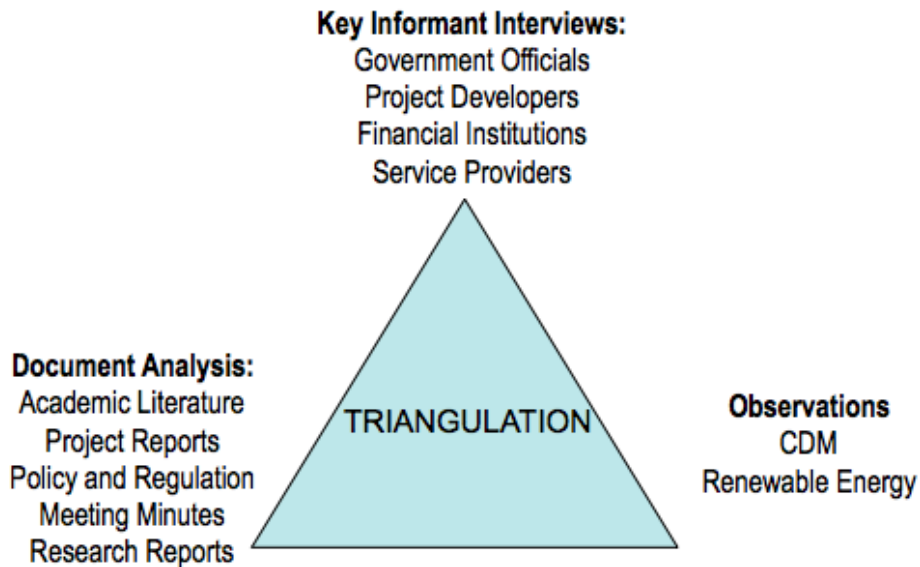 Key Informant Interviews:
Government Officials
Project Developers
Financial Institutions
Service Providers
Document Analysis:
Academic Literature
Project Reports
Policy and Regulation
Meeting Minutes
Research Reports
TRIANGULATION
Observations
CDM
Renewable Energy